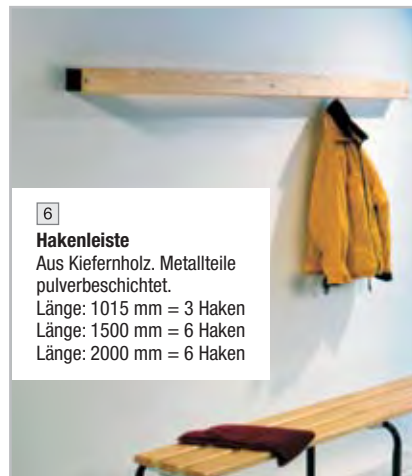 6
Hakenleiste
Aus Kiefernholz. Metallteile
pulverbeschichtet.
Länge: 1015 mm = 3 Haken
Länge: 1500 mm = 6 Haken
Länge: 2000 mm = 6 Haken